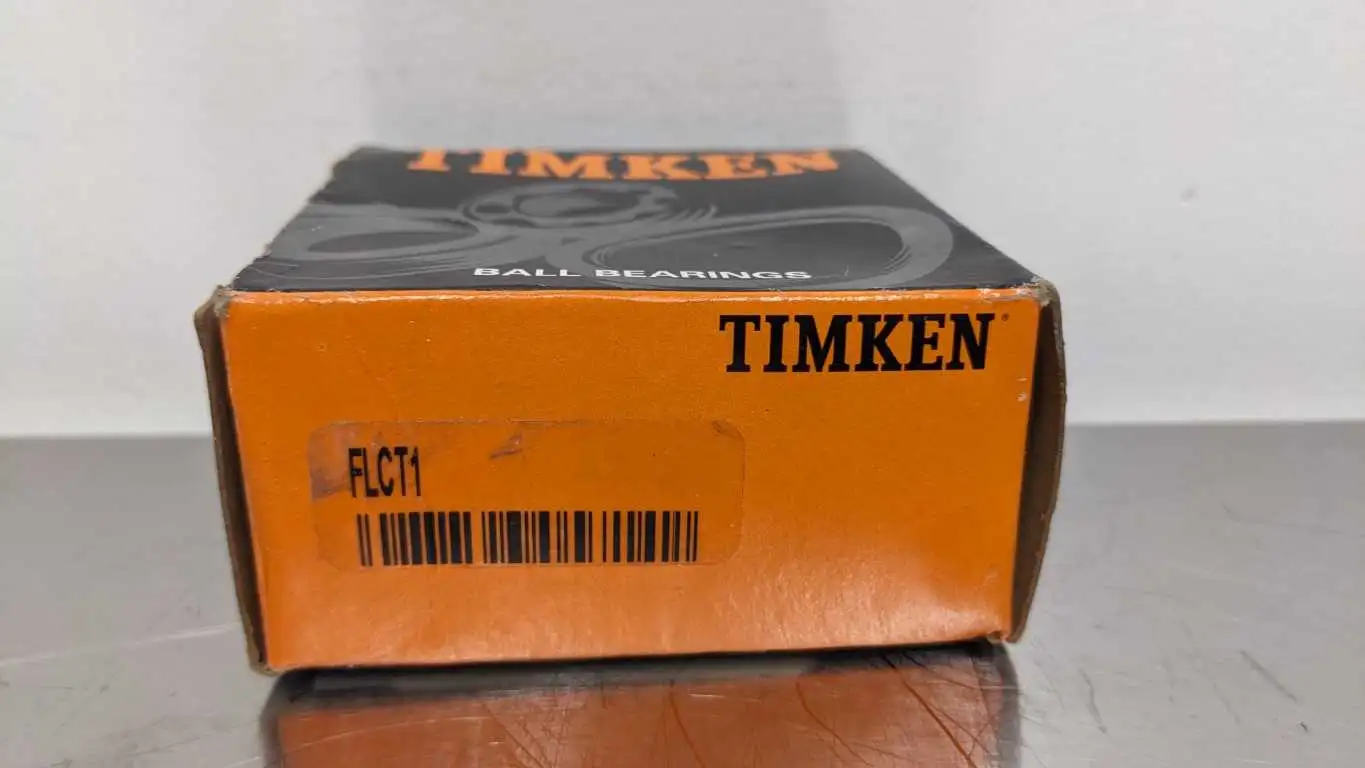 TIMKEN
BALL BEARINGS
TIMKEN®
FLCT1